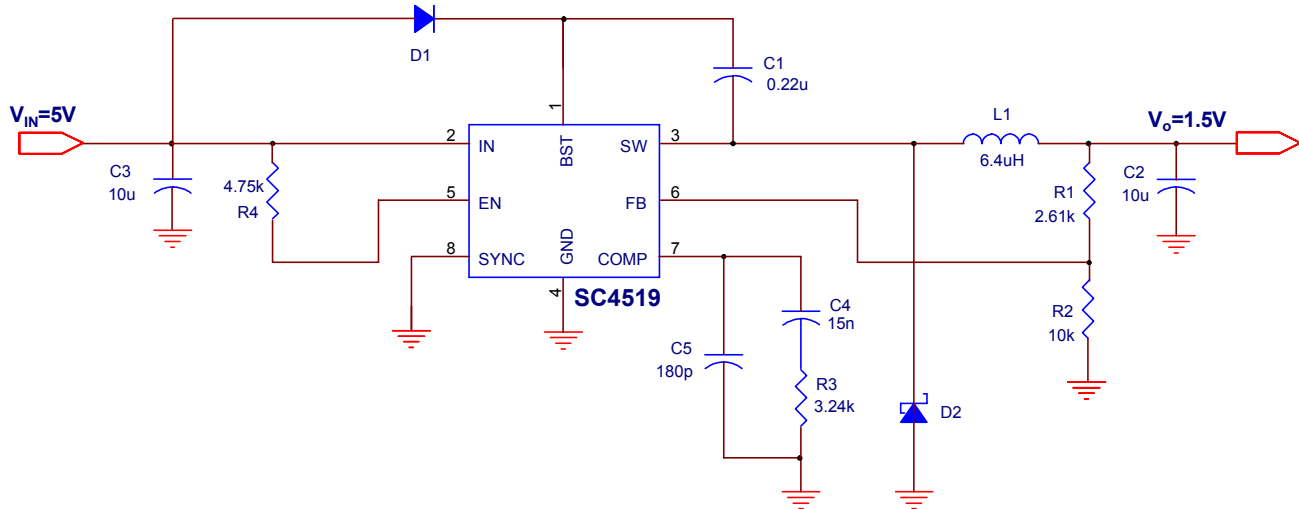 D1
C1
0.22u
V_IN=5V
1
L1
V_o=1.5V
2
IN
BST
SW
3
6.4uH
C3
10u
4.75k
R4
5
EN
FB
6
R1
2.61k
C2
10u
8
SYNC
GND
COMP
7
4
SC4519
C4
15n
R2
10k
C5
180p
R3
3.24k
D2